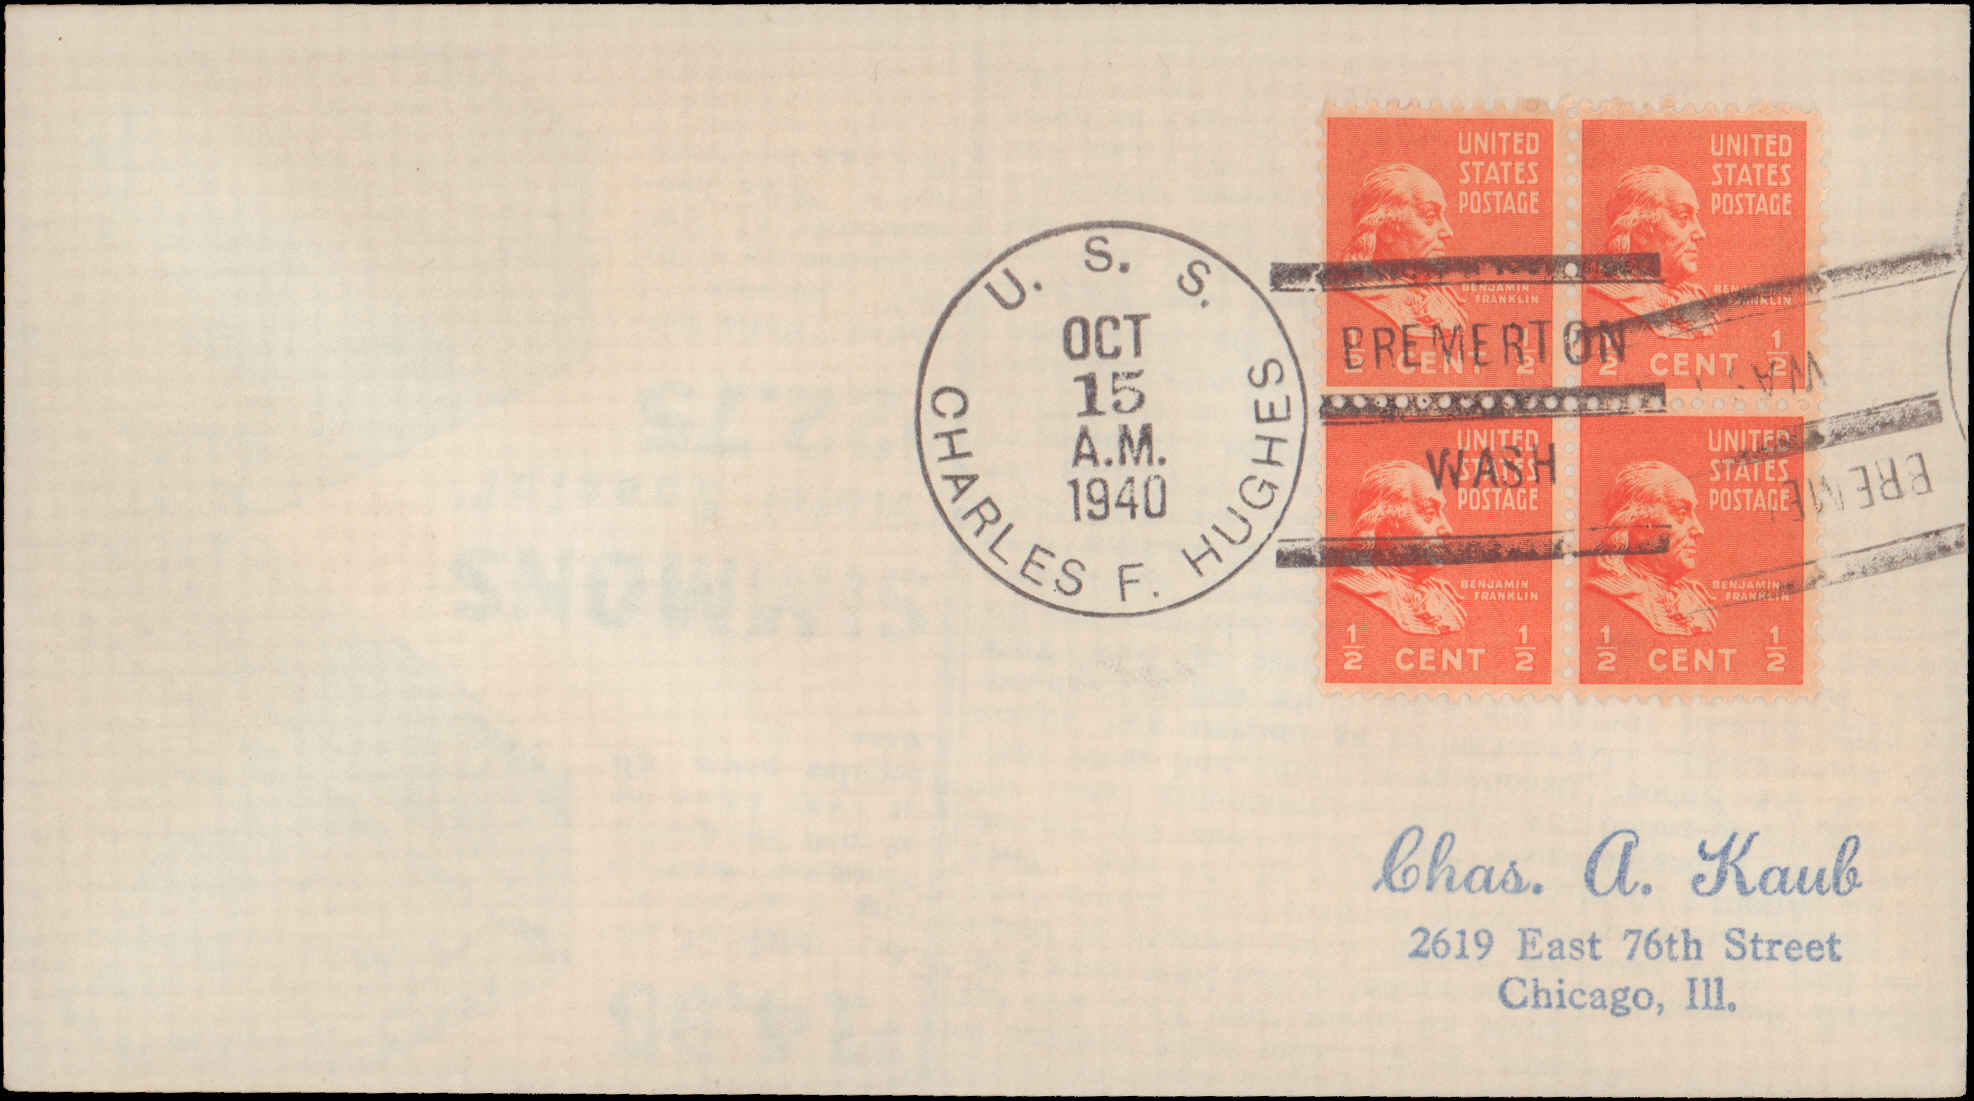 U. S. S.
CHARLES F. HUGHES
OCT
15
A.M.
1940
BREMERTON
WASH
UNITED
STATES
POSTAGE
BENJAMIN
FRANKLIN
1/2 CENT 1/2
UNITED
STATES
POSTAGE
BENJAMIN
FRANKLIN
1/2 CENT 1/2
UNITED
STATES
POSTAGE
BENJAMIN
FRANKLIN
1/2 CENT 1/2
UNITED
STATES
POSTAGE
BENJAMIN
FRANKLIN
1/2 CENT 1/2
BREME
WAS
Chas. A. Kaub
2619 East 76th Street
Chicago, Ill.